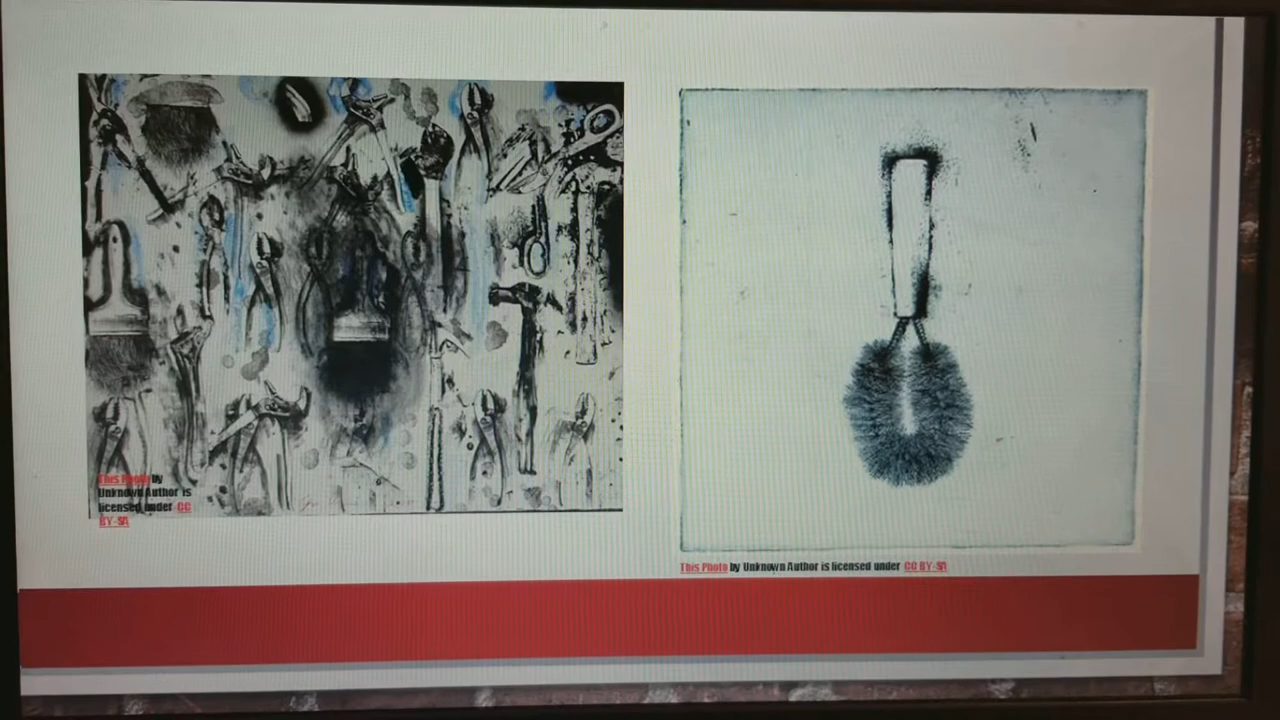 This Photo by
Unknown Author is
licensed under CC
BY-SA
This Photo by Unknown Author is licensed under CC BY-SA